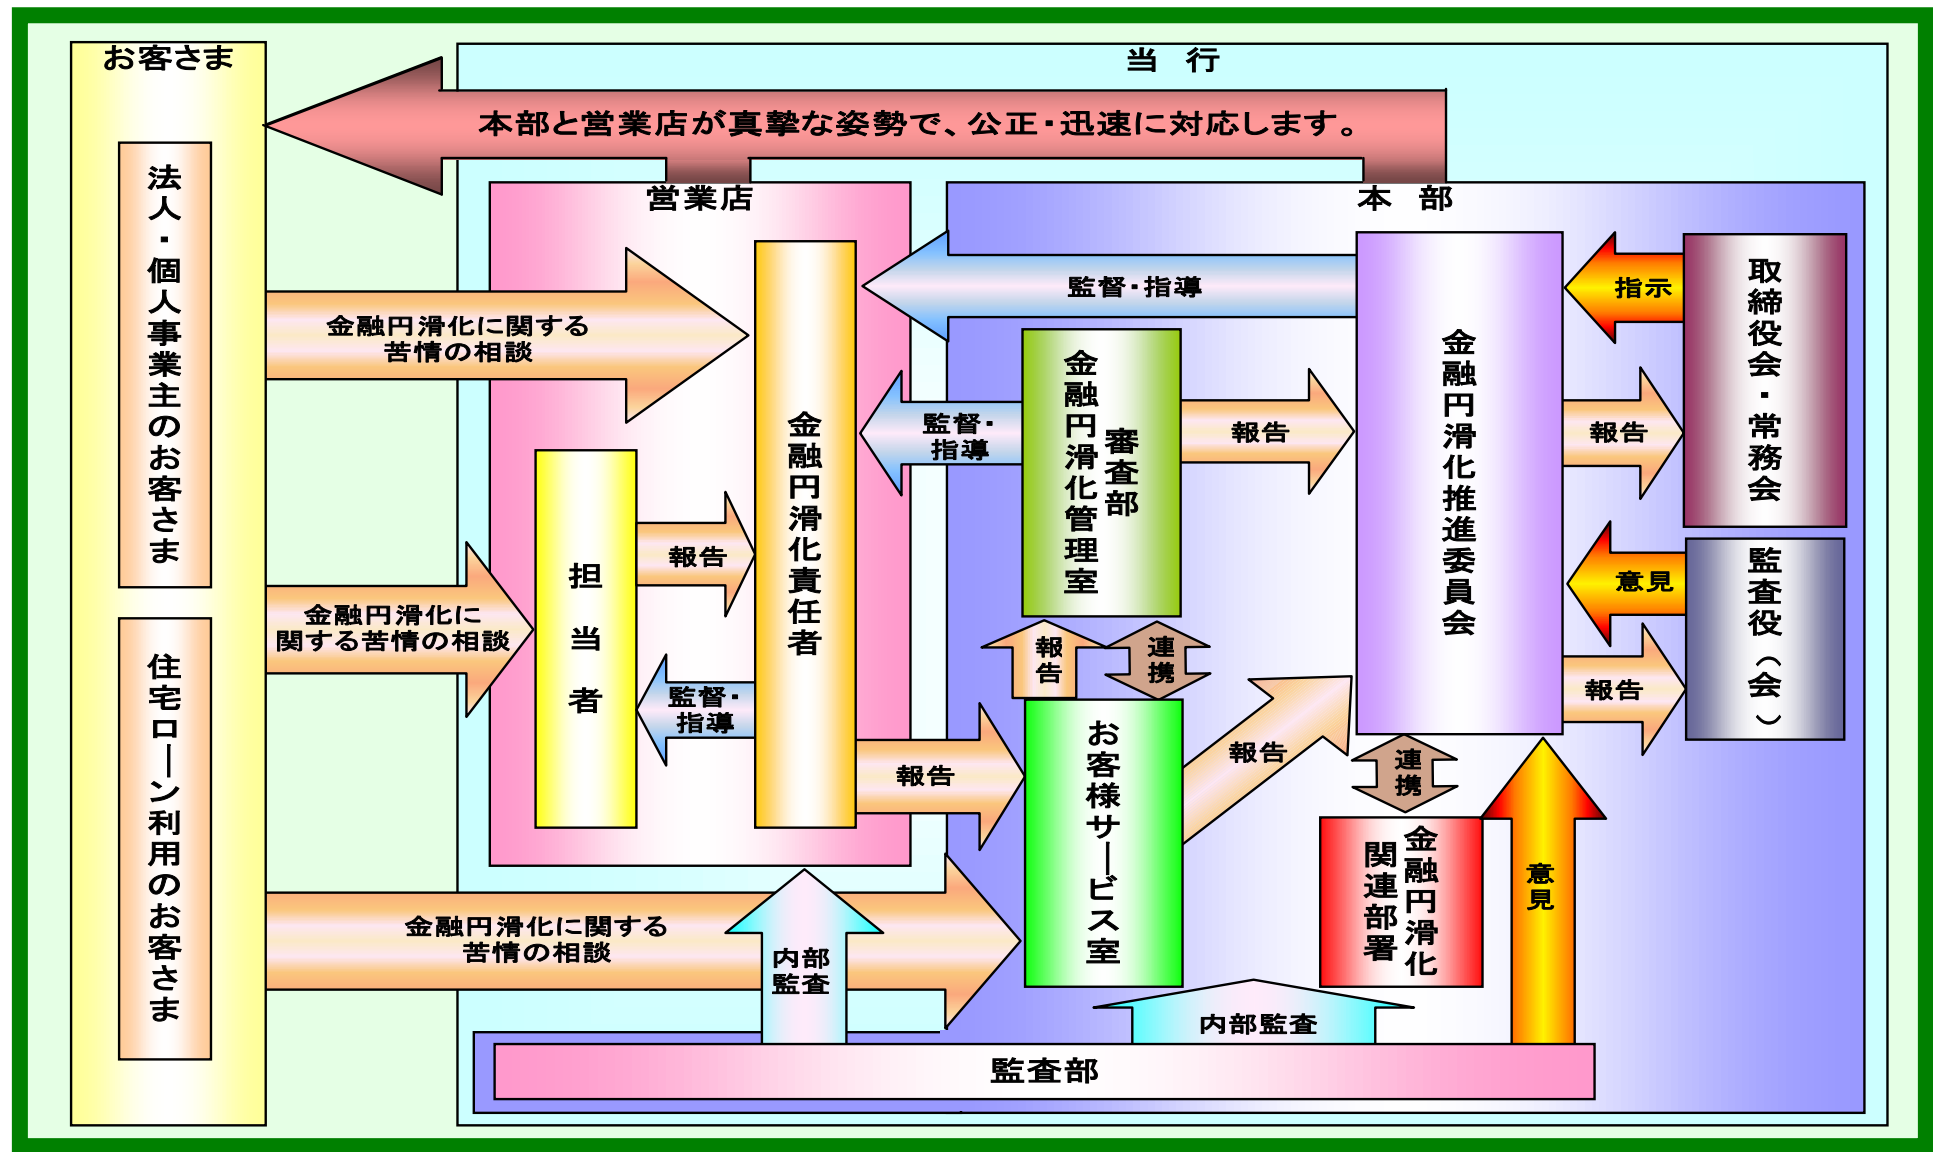 お客さま
法人・個人事業主のお客さま
住宅ローン利用のお客さま
当 行
本部と営業店が真摯な姿勢で、公正・迅速に対応します。
営業店
本 部
金融円滑化に関する
苦情の相談
金融円滑化に
関する苦情の相談
金融円滑化に関する
苦情の相談
担当者
報告
監督・
指導
金融円滑化責任者
監督・指導
監督・
指導
報告
審査部
金融円滑化管理室
報告
報告
連携
お客様サービス室
報告
金融円滑化推進委員会
連携
金融円滑化
関連部署
指示
報告
取締役会・常務会
意見
報告
監査役（会）
意見
内部
監査
内部監査
監査部